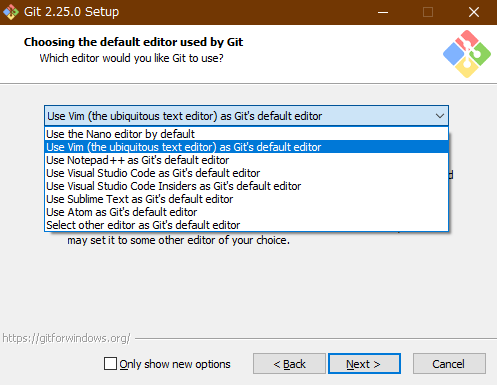 Git 2.25.0 Setup
Choosing the default editor used by Git
Which editor would you like Git to use?
Use Vim (the ubiquitous text editor) as Git's default editor
Use the Nano editor by default
Use Vim (the ubiquitous text editor) as Git's default editor
Use Notepad++ as Git's default editor
Use Visual Studio Code as Git's default editor
Use Visual Studio Code Insiders as Git's default editor
Use Sublime Text as Git's default editor
Use Atom as Git's default editor
Select other editor as Git's default editor
may set it to some other editor of your choice.
https://gitforwindows.org/
Only show new options
< Back
Next >
Cancel